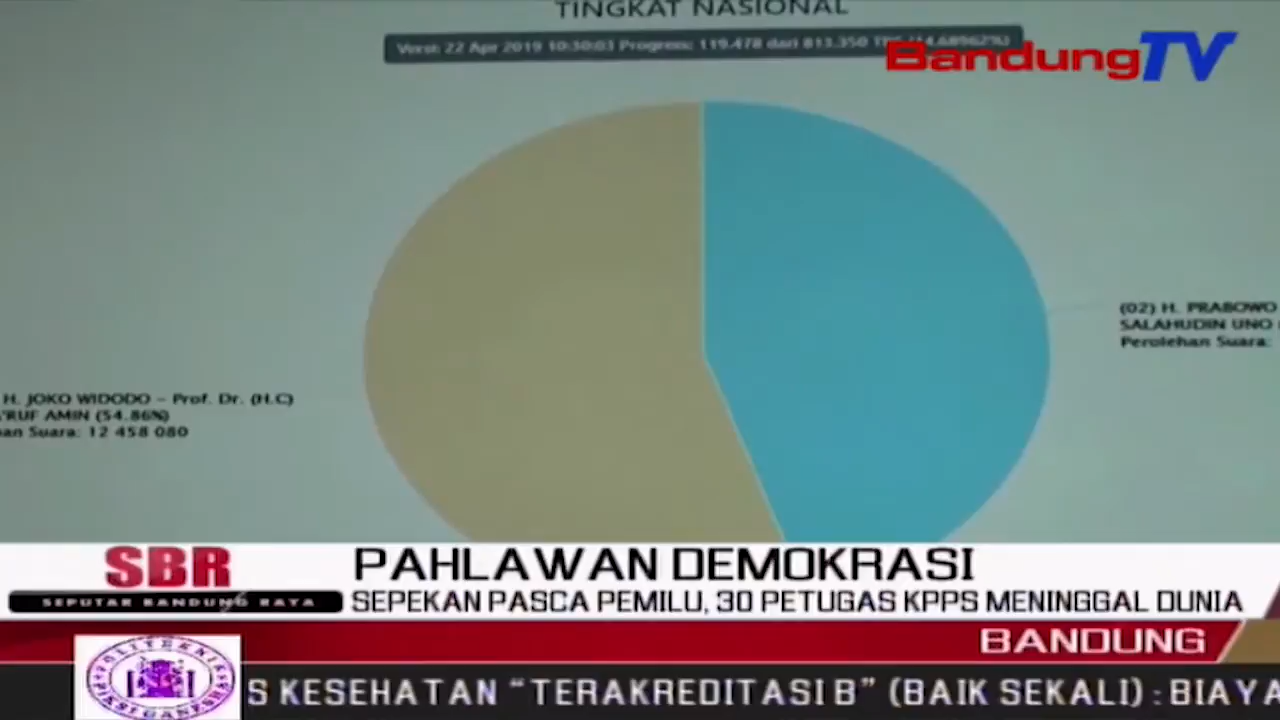 TINGKAT NASIONAL
Versi: 22 Apr 2019 10:30:03 Progress: 119.478 dari 813.350 TPS (14.68962%)
BandungTV
(02) H. PRABOWO
SALAHUDIN UNO
Perolehan Suara:
H. JOKO WIDODO - Prof. Dr. (H.C)
'RUF AMIN (54.86%)
an Suara: 12 458 080
SBR
SEPUTAR BANDUNG RAYA
PAHLAWAN DEMOKRASI
SEPEKAN PASCA PEMILU, 30 PETUGAS KPPS MENINGGAL DUNIA
BANDUNG
S KESEHATAN “TERAKREDITASI B” (BAIK SEKALI) : BIAYA